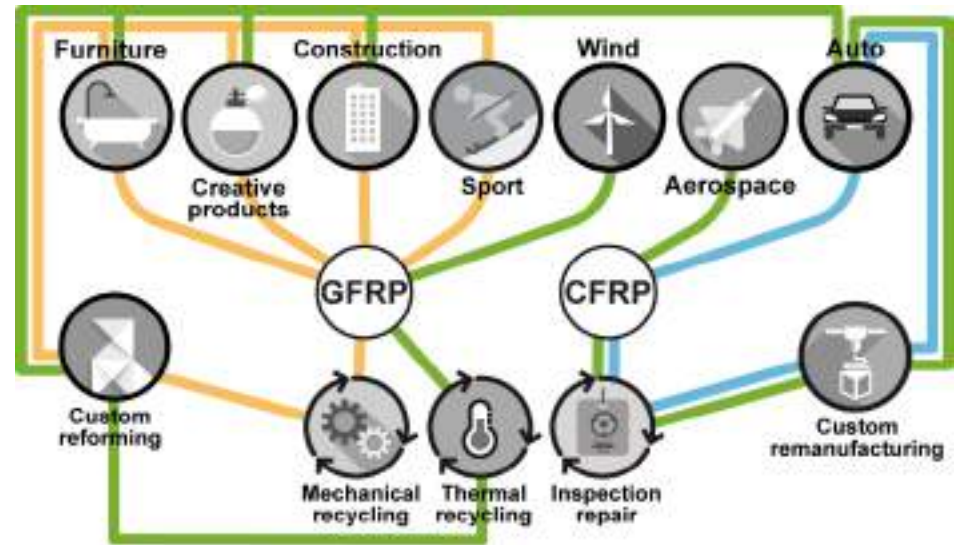 Furniture
Construction
Wind
Auto
Creative
products
Sport
Aerospace
GFRP
CFRP
Custom
reforming
Custom
remanufacturing
Mechanical
recycling
Thermal
recycling
Inspection
repair